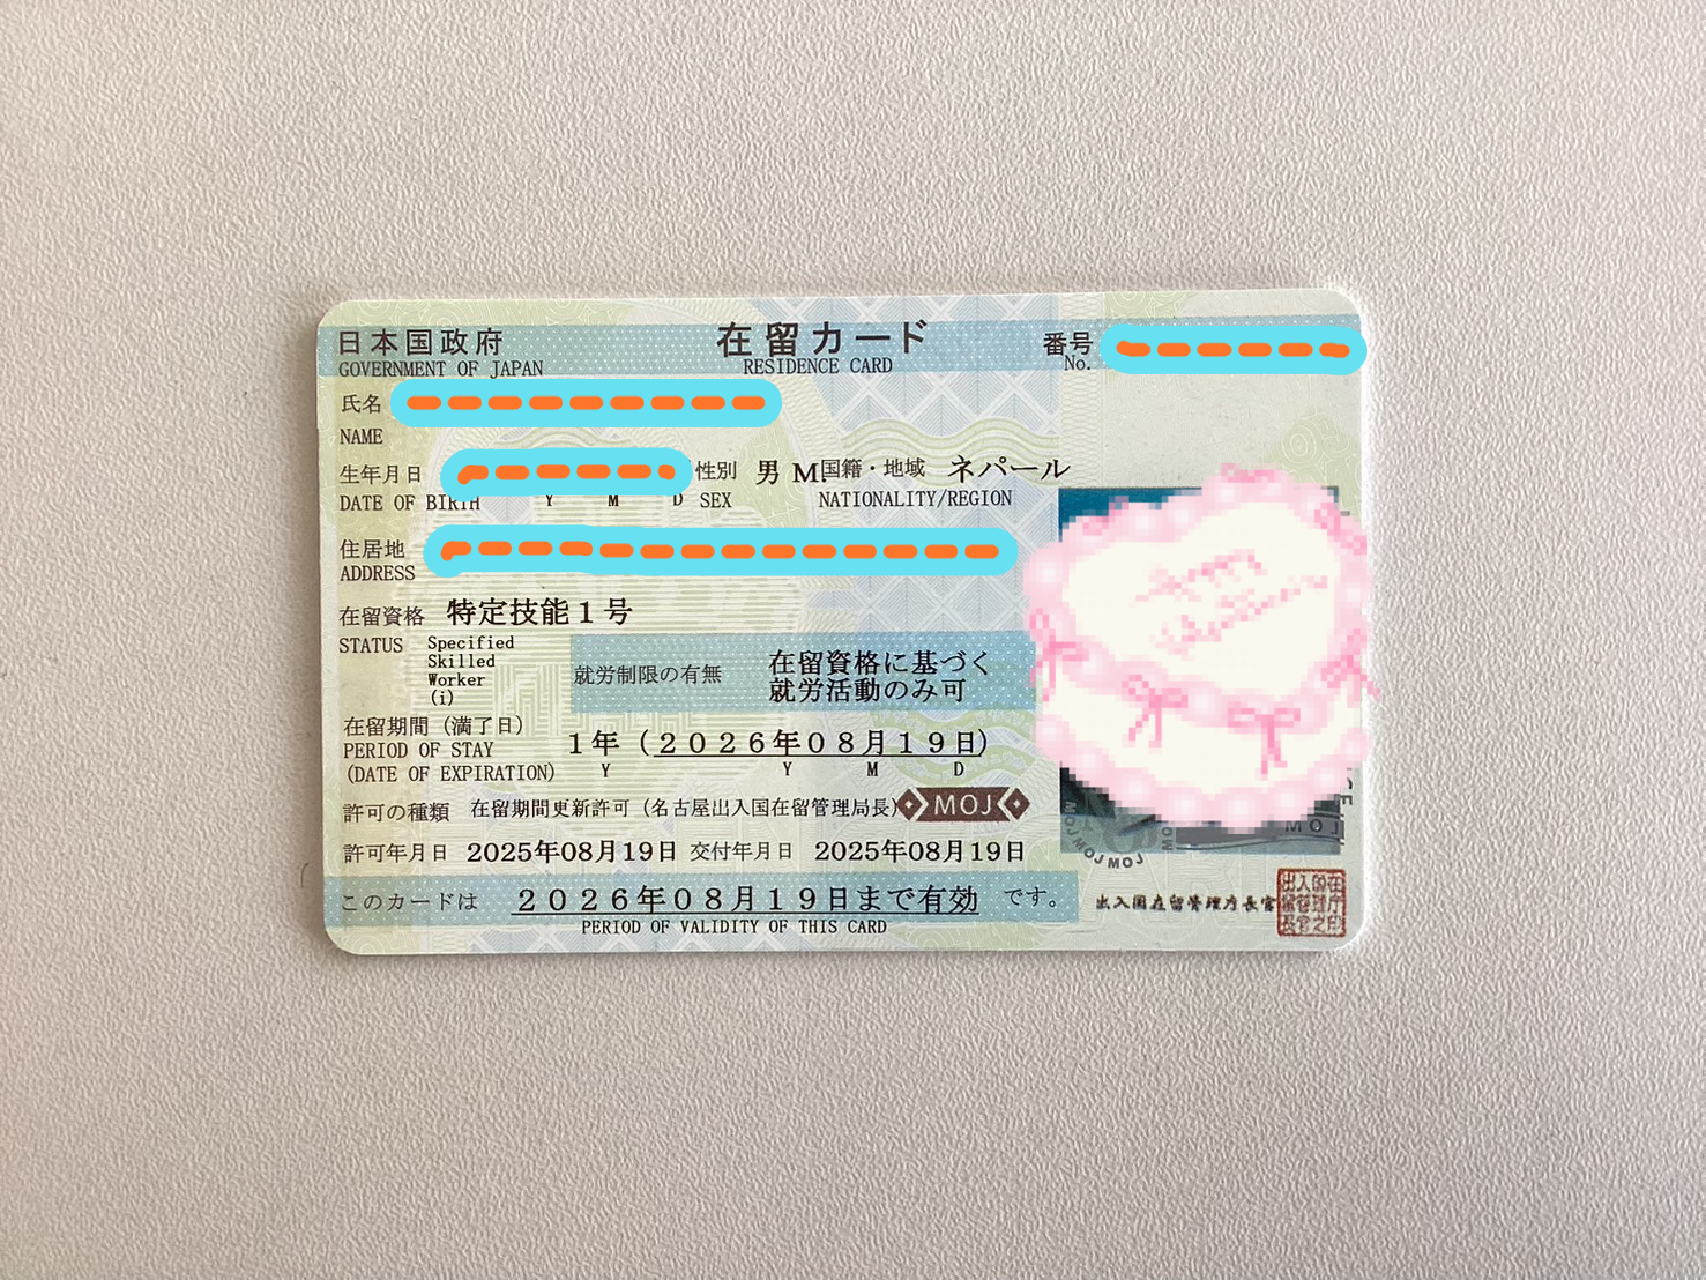 日本国政府 在留カード 番号
GOVERNMENT OF JAPAN RESIDENCE CARD No.
氏名
NAME
生年月日 性別 男 M. 国籍・地域 ネパール
DATE OF BIRTH Y M D SEX NATIONALITY/REGION
住居地
ADDRESS
在留資格 特定技能1号
STATUS Specified
Skilled
Worker
(i)
就労制限の有無 在留資格に基づく
就労活動のみ可
在留期間(満了日)
PERIOD OF STAY
(DATE OF EXPIRATION)
1年(2026年08月19日)
Y Y M D
許可の種類 在留期間更新許可(名古屋出入国在留管理局長) MOJ
許可年月日 2025年08月19日 交付年月日 2025年08月19日
このカードは 2026年08月19日まで有効 です。
PERIOD OF VALIDITY OF THIS CARD
MOJ MOJ MOJ
MOJ
出入国在留管理庁長官